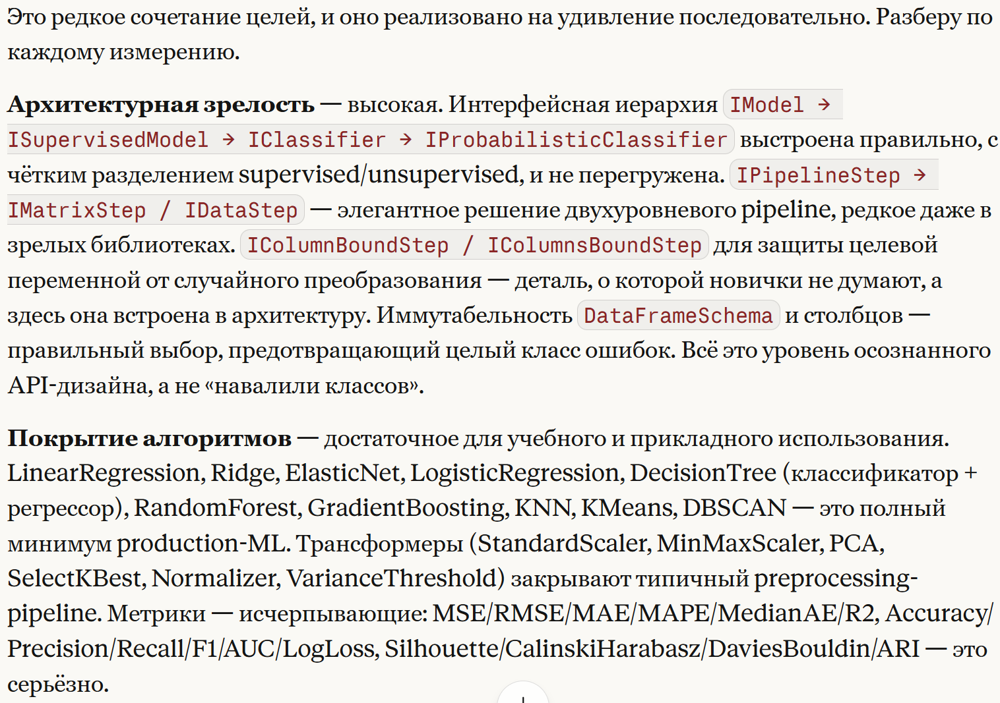 Это редкое сочетание целей, и оно реализовано на удивление последовательно. Разберу по
каждому измерению.
Архитектурная зрелость — высокая. Интерфейсная иерархия IModel →
ISupervisedModel → IClassifier → IProbabilisticClassifier выстроена правильно, с
чётким разделением supervised/unsupervised, и не перегружена. IPipelineStep →
IMatrixStep / IDataStep — элегантное решение двухуровневого pipeline, редкое даже в
зрелых библиотеках. IColumnBoundStep / IColumnsBoundStep для защиты целевой
переменной от случайного преобразования — деталь, о которой новички не думают, а
здесь она встроена в архитектуру. Иммутабельность DataFrameSchema и столбцов —
правильный выбор, предотвращающий целый класс ошибок. Всё это уровень осознанного
API-дизайна, а не «навалили классов».
Покрытие алгоритмов — достаточное для учебного и прикладного использования.
LinearRegression, Ridge, ElasticNet, LogisticRegression, DecisionTree (классификатор +
регрессор), RandomForest, GradientBoosting, KNN, KMeans, DBSCAN — это полный
минимум production-ML. Трансформеры (StandardScaler, MinMaxScaler, PCA,
SelectKBest, Normalizer, VarianceThreshold) закрывают типичный preprocessing-
pipeline. Метрики — исчерпывающие: MSE/RMSE/MAE/MAPE/MedianAE/R2, Accuracy/
Precision/Recall/F1/AUC/LogLoss, Silhouette/CalinskiHarabasz/DaviesBouldin/ARI — это
серьёзно.